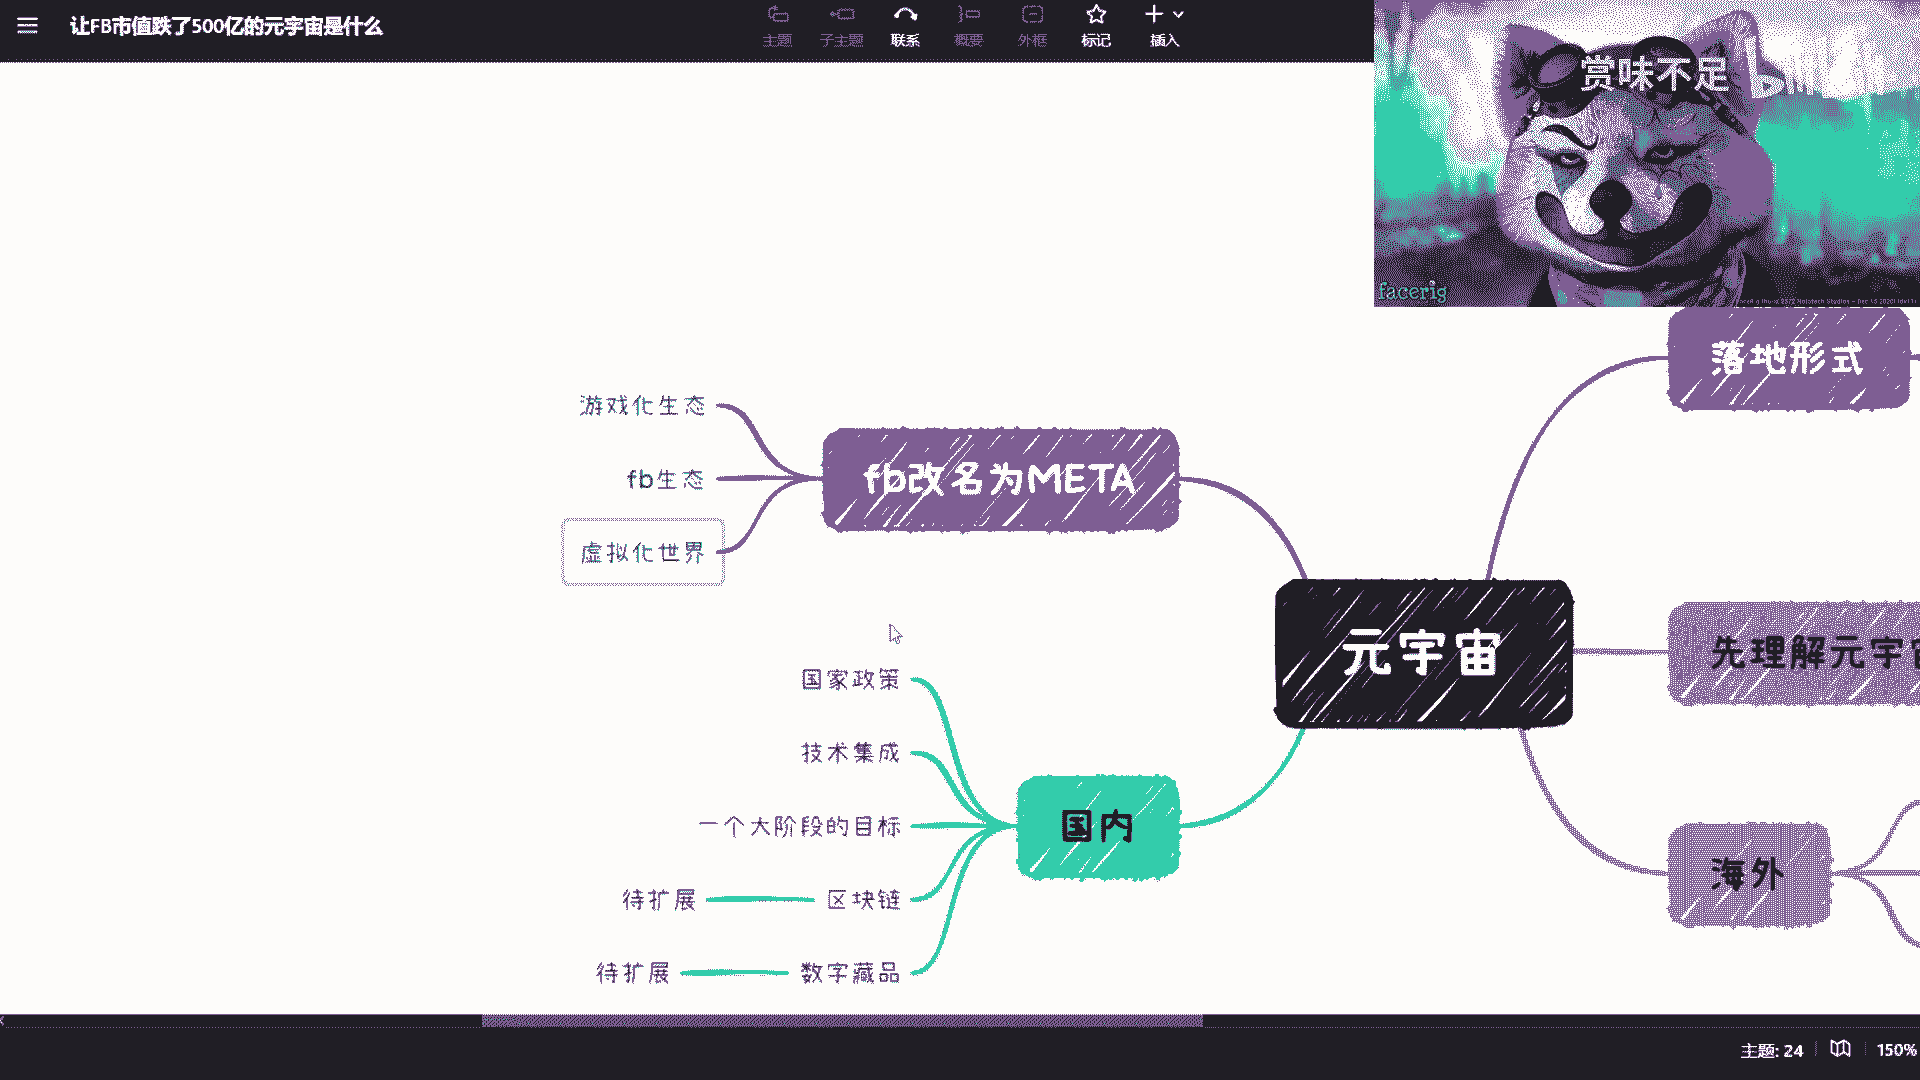 让FB市值跌了500亿的元宇宙是什么
主题 子主题 联系 概要 外框 标记 插入
赏味不足
facerig
落地形式
游戏化生态
fb生态
虚拟化世界
fb改名为META
元宇宙
先理解元宇宙
国家政策
技术集成
一个大阶段的目标
待扩展 区块链
待扩展 数字藏品
国内
海外
主题: 24
150%